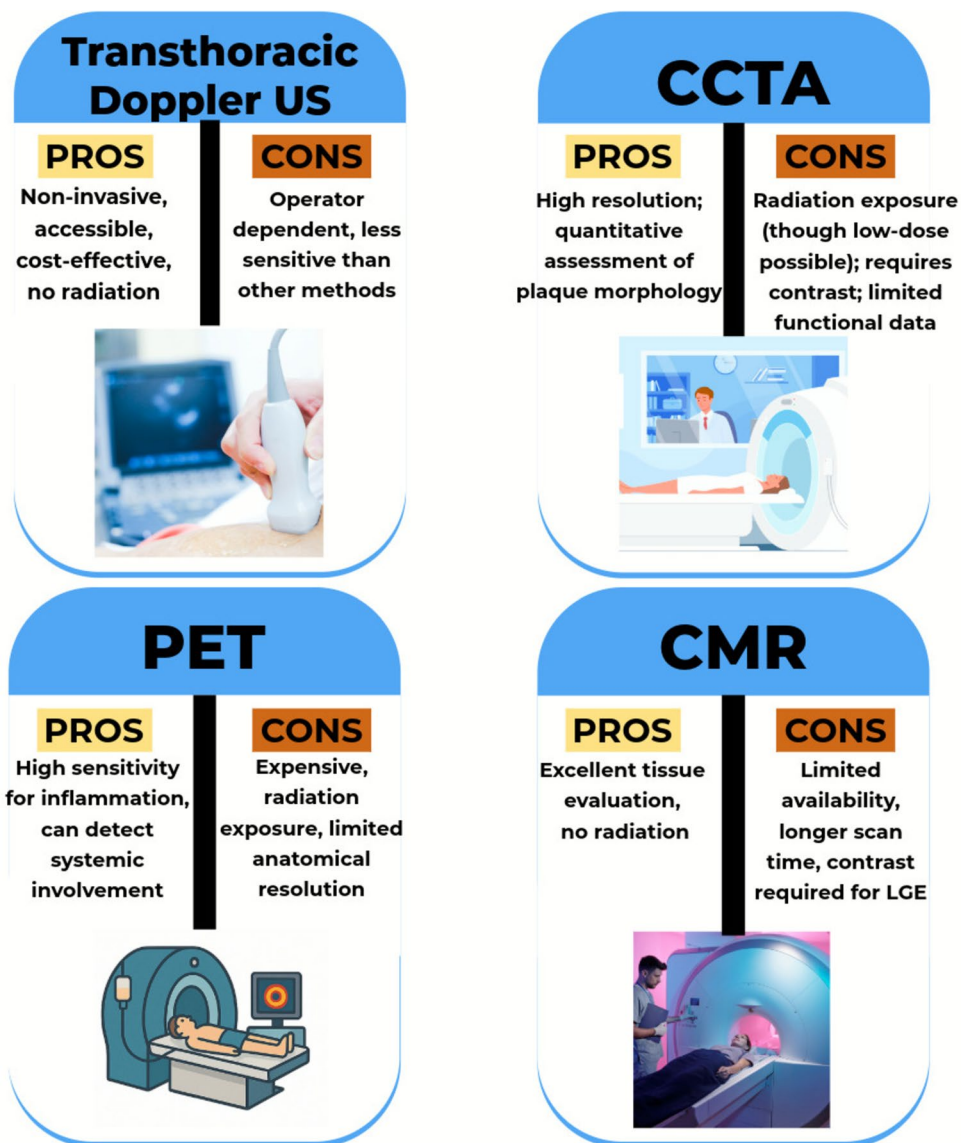 Transthoracic
Doppler US
PROS
Non-invasive,
accessible,
cost-effective,
no radiation
CONS
Operator
dependent, less
sensitive than
other methods
CCTA
PROS
High resolution;
quantitative
assessment of
plaque morphology
CONS
Radiation exposure
(though low-dose
possible); requires
contrast; limited
functional data
PET
PROS
High sensitivity
for inflammation,
can detect
systemic
involvement
CONS
Expensive,
radiation
exposure, limited
anatomical
resolution
CMR
PROS
Excellent tissue
evaluation,
no radiation
CONS
Limited
availability,
longer scan
time, contrast
required for LGE